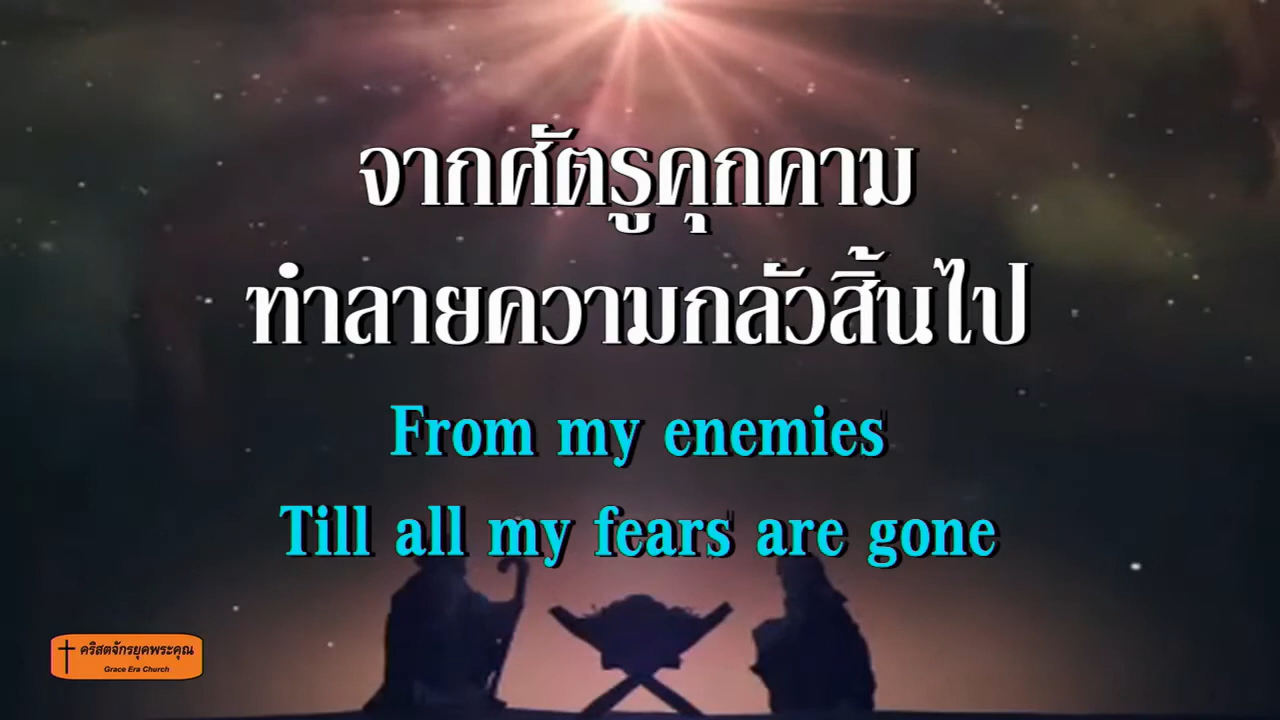 จากศัตรูคุกคาม
ทำลายความกลัวสิ้นไป
From my enemies
Till all my fears are gone
คริสตจักรยุคพระคุณ
Grace Era Church